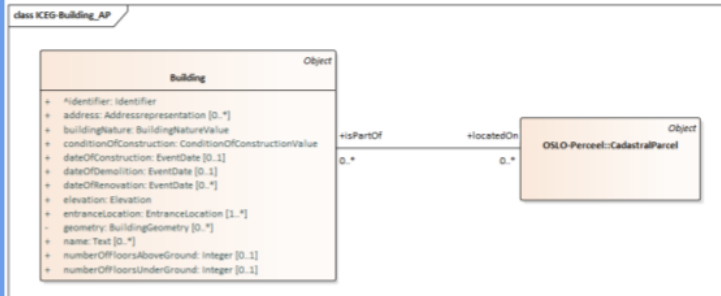 class ICEG-Building_AP
Object
Building
+ ^identifier: Identifier
+ address: Addressrepresentation [0..*]
+ buildingNature: BuildingNatureValue
+ conditionOfConstruction: ConditionOfConstructionValue
+ dateOfConstruction: EventDate [0..1]
+ dateOfDemolition: EventDate [0..1]
+ dateOfRenovation: EventDate [0..*]
+ elevation: Elevation
+ entranceLocation: EntranceLocation [1..*]
- geometry: BuildingGeometry [0..*]
+ name: Text [0..*]
+ numberOfFloorsAboveGround: Integer [0..1]
+ numberOfFloorsUnderGround: Integer [0..1]
+isPartOf
0..*
+locatedOn
0..*
Object
OSLO-Perceel::CadastralParcel